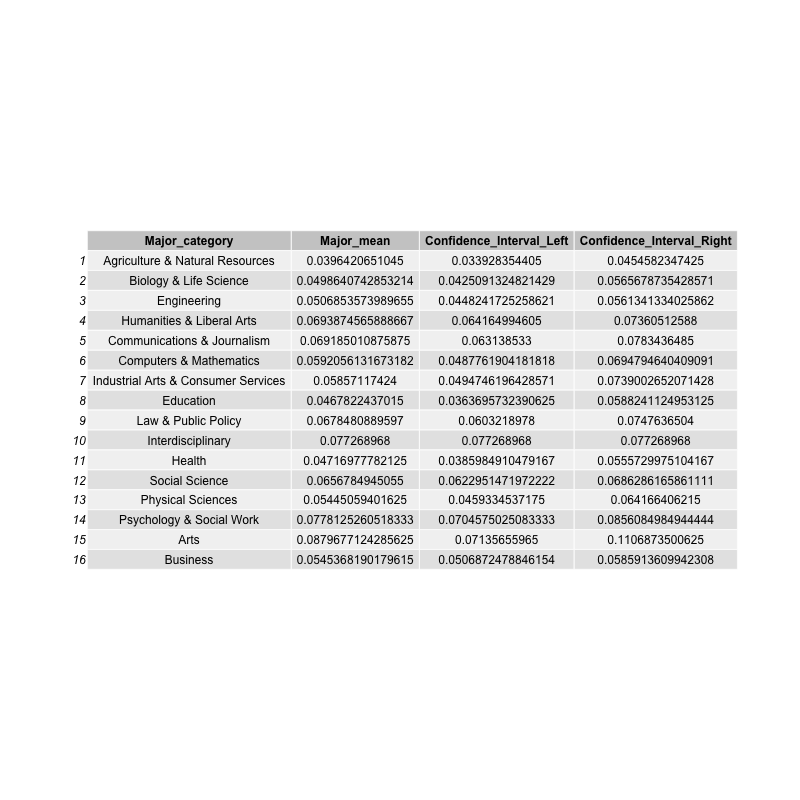 Major_category Major_mean Confidence_Interval_Left Confidence_Interval_Right
1 Agriculture & Natural Resources 0.0396420651045 0.033928354405 0.0454582347425
2 Biology & Life Science 0.0498640742853214 0.0425091324821429 0.0565678735428571
3 Engineering 0.0506853573989655 0.0448241725258621 0.0561341334025862
4 Humanities & Liberal Arts 0.0693874565888667 0.064164994605 0.07360512588
5 Communications & Journalism 0.069185010875875 0.063138533 0.0783436485
6 Computers & Mathematics 0.0592056131673182 0.0487761904181818 0.0694794640409091
7 Industrial Arts & Consumer Services 0.05857117424 0.0494746196428571 0.0739002652071428
8 Education 0.0467822437015 0.0363695732390625 0.0588241124953125
9 Law & Public Policy 0.0678480889597 0.0603218978 0.0747636504
10 Interdisciplinary 0.077268968 0.077268968 0.077268968
11 Health 0.04716977782125 0.0385984910479167 0.0555729975104167
12 Social Science 0.0656784945055 0.0622951471972222 0.0686286165861111
13 Physical Sciences 0.05445059401625 0.0459334537175 0.064166406215
14 Psychology & Social Work 0.0778125260518333 0.0704575025083333 0.0856084984944444
15 Arts 0.0879677124285625 0.07135655965 0.1106873500625
16 Business 0.0545368190179615 0.0506872478846154 0.0585913609942308